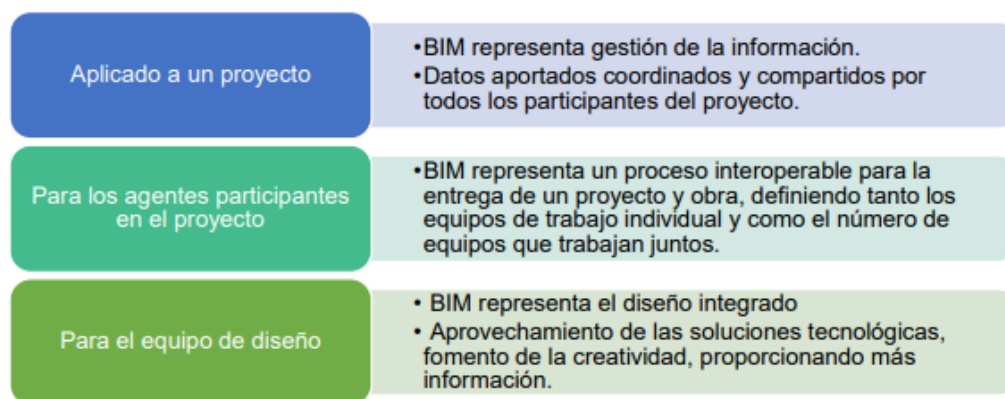 Aplicado a un proyecto
•BIM representa gestión de la información.
•Datos aportados coordinados y compartidos por
todos los participantes del proyecto.
Para los agentes participantes
en el proyecto
•BIM representa un proceso interoperable para la
entrega de un proyecto y obra, definiendo tanto los
equipos de trabajo individual y como el número de
equipos que trabajan juntos.
Para el equipo de diseño
• BIM representa el diseño integrado
• Aprovechamiento de las soluciones tecnológicas,
fomento de la creatividad, proporcionando más
información.